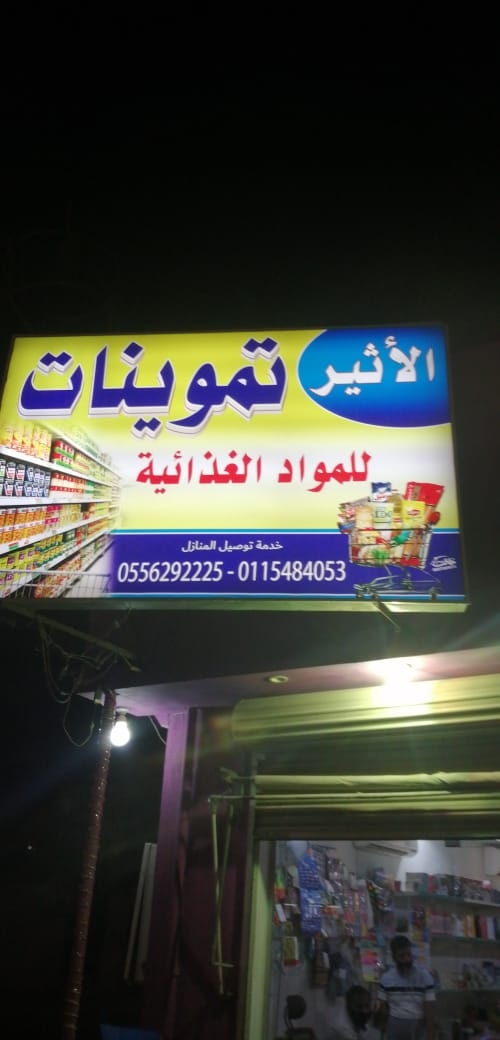 تموينات الأثير
للمواد الغذائية
خدمة توصيل المنازل
0556292225 - 0115484053